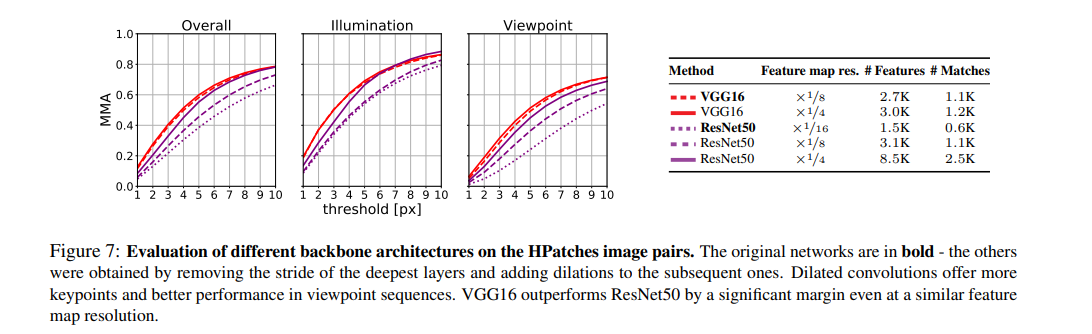 Overall Illumination Viewpoint
MMA
1.0
0.8
0.6
0.4
0.2
0.0
1 2 3 4 5 6 7 8 9 10 1 2 3 4 5 6 7 8 9 10 1 2 3 4 5 6 7 8 9 10
threshold [px]
Method Feature map res. # Features # Matches
VGG16 ×1/8 2.7K 1.1K
VGG16 ×1/4 3.0K 1.2K
ResNet50 ×1/16 1.5K 0.6K
ResNet50 ×1/8 3.1K 1.1K
ResNet50 ×1/4 8.5K 2.5K
Figure 7: Evaluation of different backbone architectures on the HPatches image pairs. The original networks are in bold - the others
were obtained by removing the stride of the deepest layers and adding dilations to the subsequent ones. Dilated convolutions offer more
keypoints and better performance in viewpoint sequences. VGG16 outperforms ResNet50 by a significant margin even at a similar feature
map resolution.